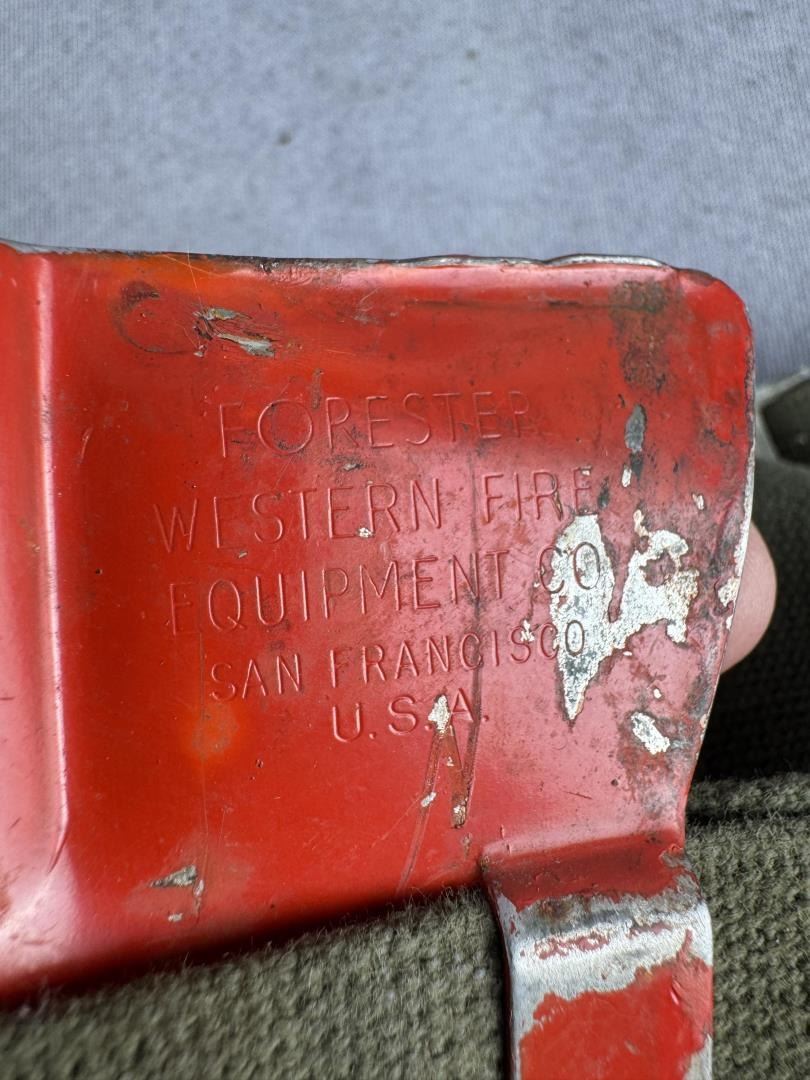 FORESTER
WESTERN FIRE
EQUIPMENT CO
SAN FRANCISCO
U.S.A.